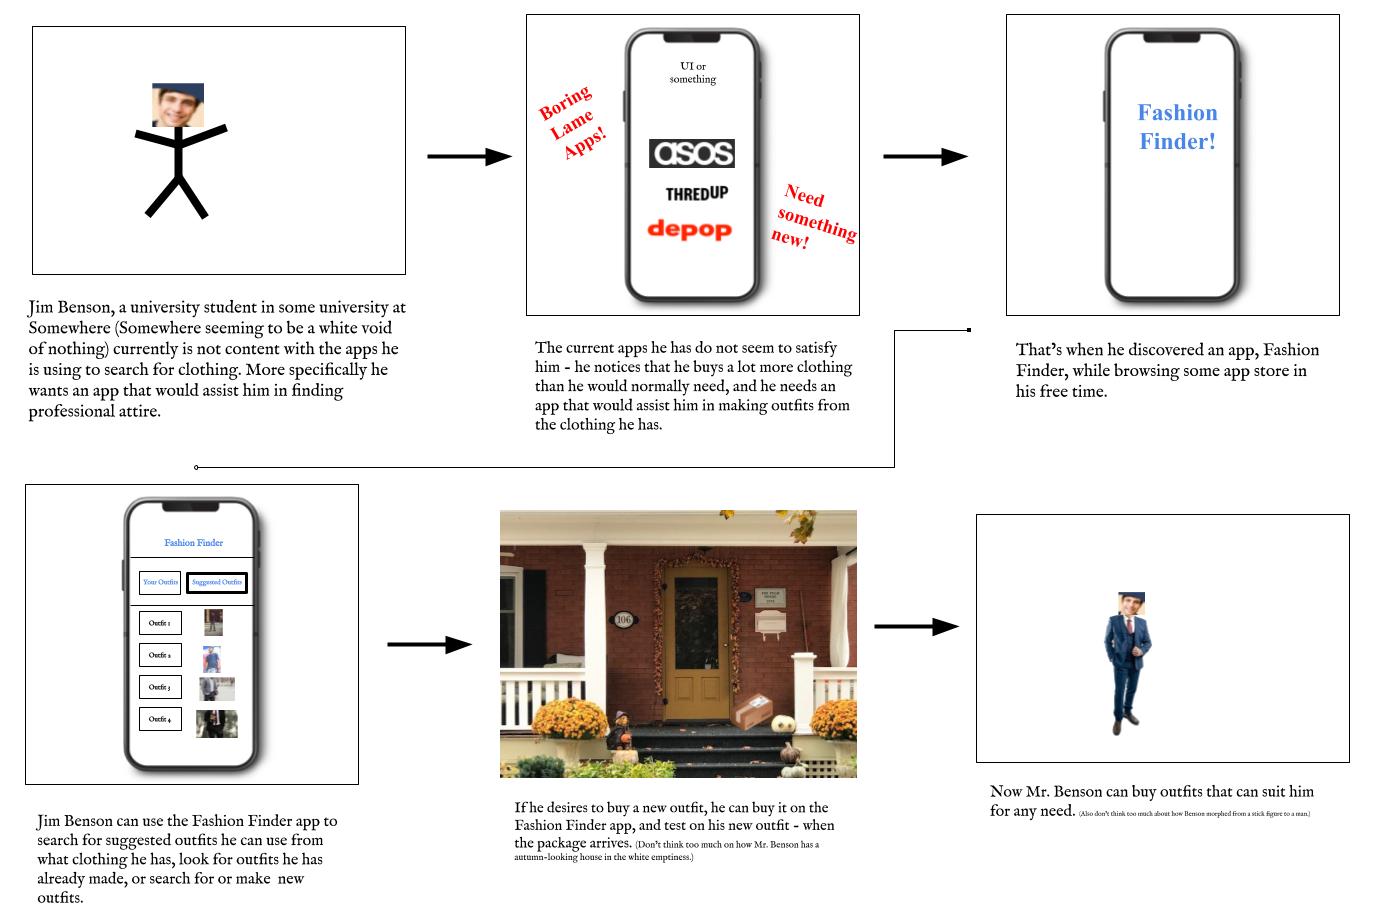 Jim Benson, a university student in some university at
Somewhere (Somewhere seeming to be a white void
of nothing) currently is not content with the apps he
is using to search for clothing. More specifically he
wants an app that would assist him in finding
professional attire.
Boring
Lame
Apps!
UI or
something
asos
THREDUP
depop
Need
something
new!
The current apps he has do not seem to satisfy
him - he notices that he buys a lot more clothing
than he would normally need, and he needs an
app that would assist him in making outfits from
the clothing he has.
Fashion
Finder!
That's when he discovered an app, Fashion
Finder, while browsing some app store in
his free time.
Fashion Finder
Your Outfits
Suggested Outfits
Outfit 1
Outfit 2
Outfit 3
Outfit 4
Jim Benson can use the Fashion Finder app to
search for suggested outfits he can use from
what clothing he has, look for outfits he has
already made, or search for or make new
outfits.
106
If he desires to buy a new outfit, he can buy it on the
Fashion Finder app, and test on his new outfit - when
the package arrives. (Don't think too much on how Mr. Benson has a
autumn-looking house in the white emptiness.)
Now Mr. Benson can buy outfits that can suit him
for any need. (Also don't think too much about how Benson morphed from a stick figure to a man.)